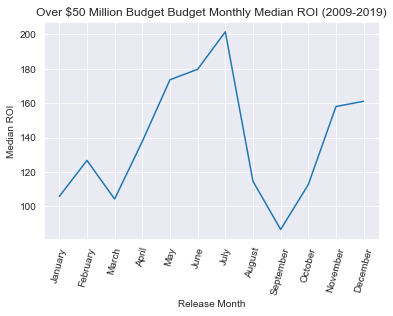 Over $50 Million Budget Budget Monthly Median ROI (2009-2019)
200
180
160
140
120
100
Median ROI
January
February
March
April
May
June
July
August
September
October
November
December
Release Month